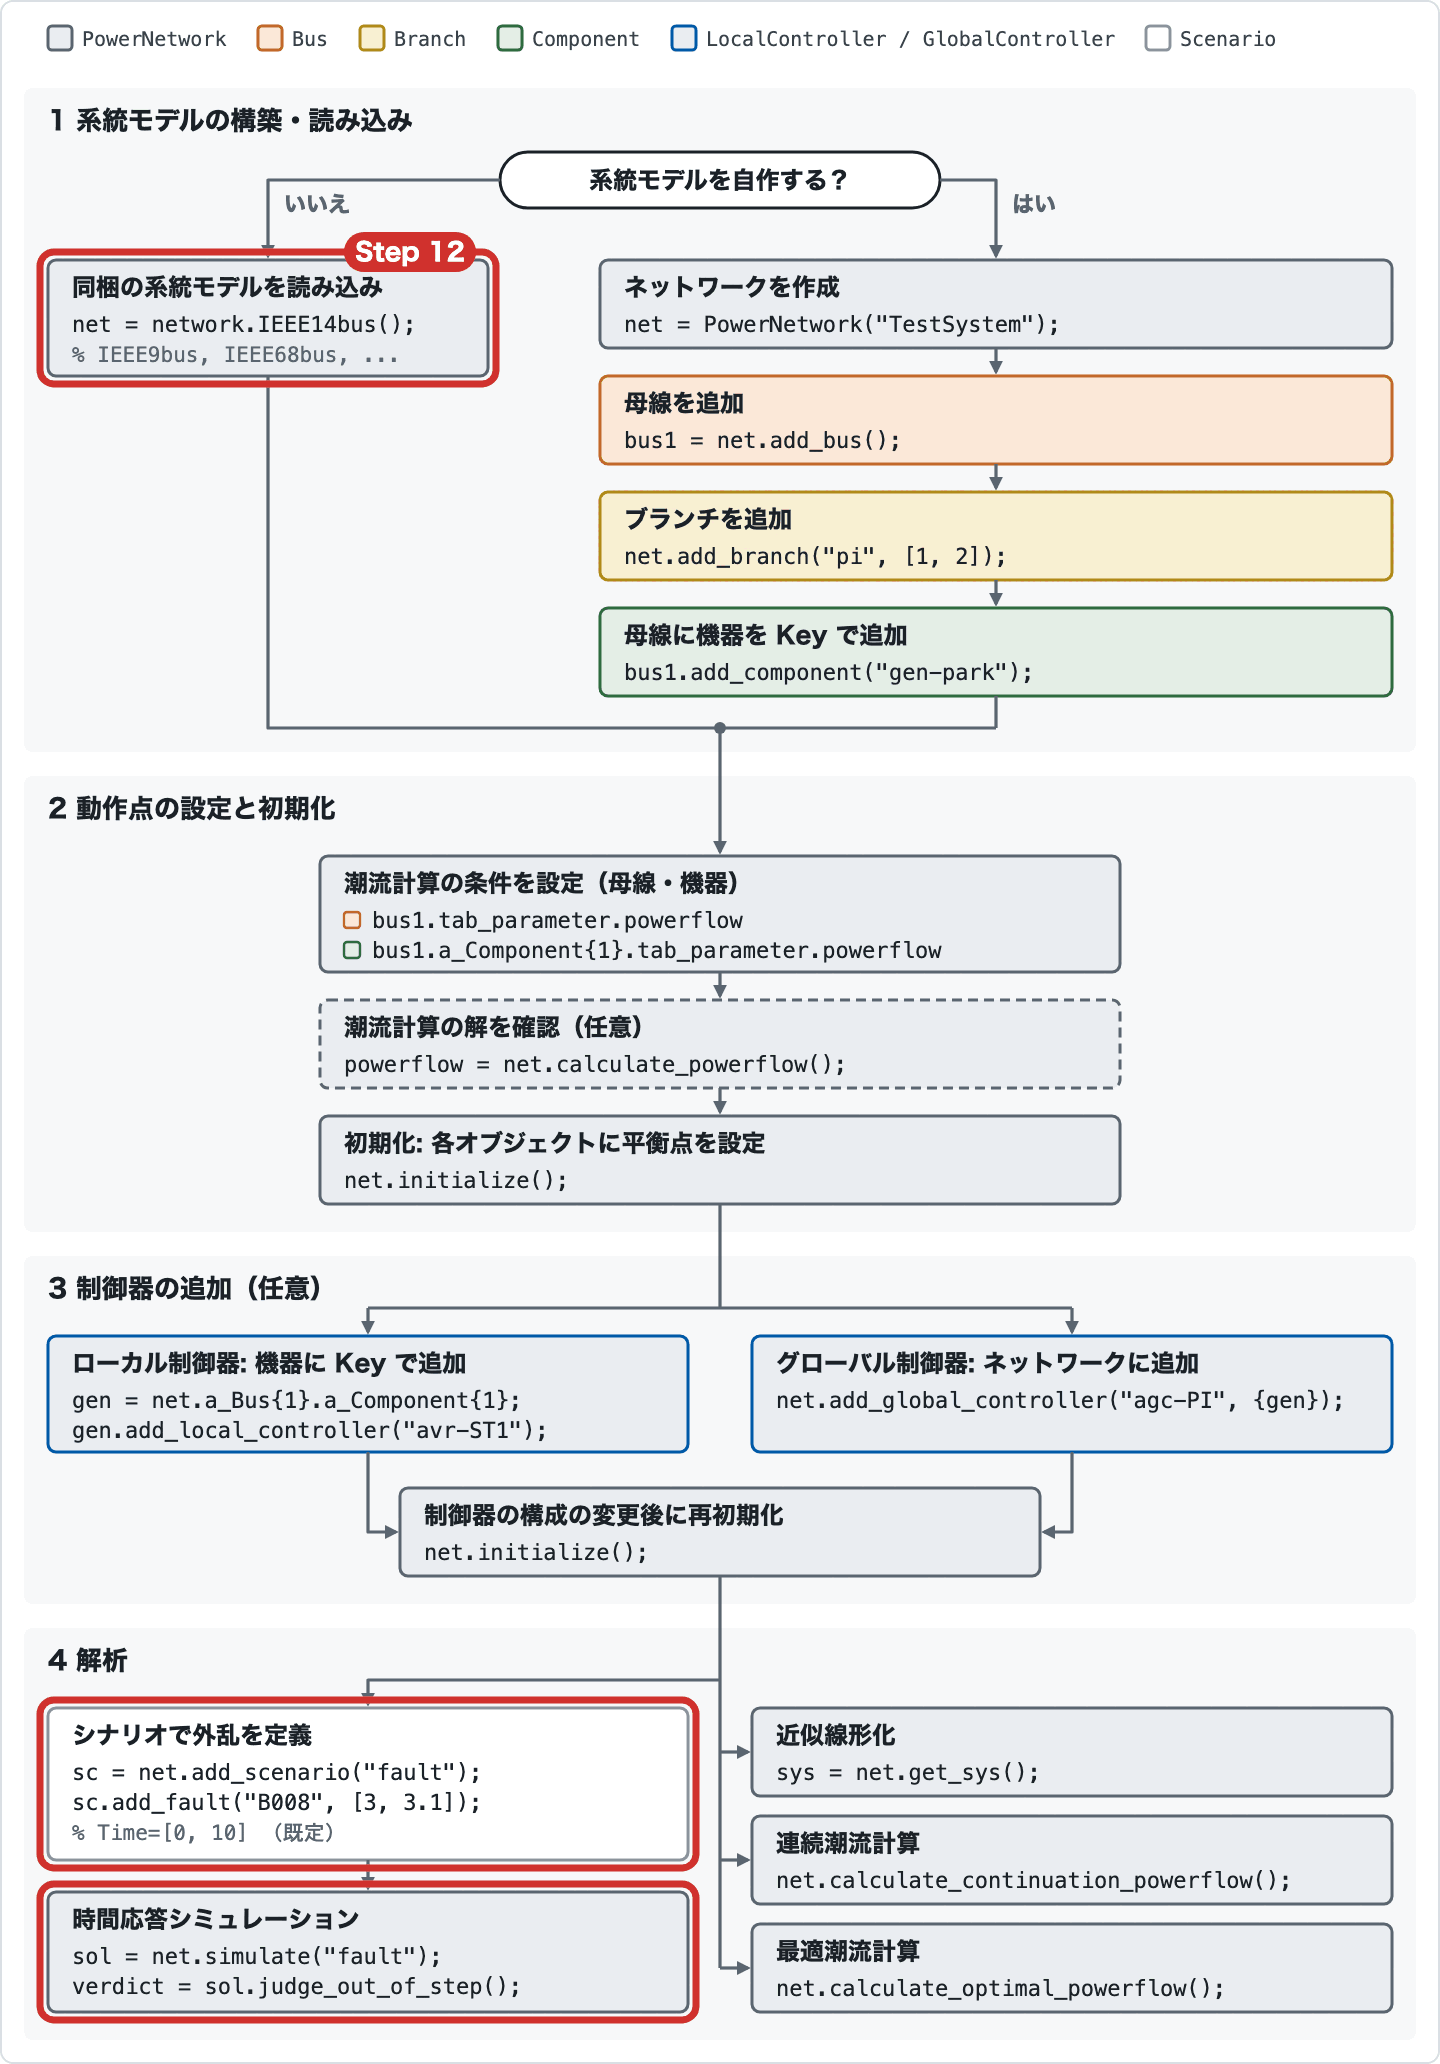 PowerNetwork
Bus
Branch
Component
LocalController / GlobalController
Scenario
1 系統モデルの構築・読み込み
系統モデルを自作する？
いいえ
はい
Step 12
同梱の系統モデルを読み込み
net = network.IEEE14bus();
% IEEE9bus, IEEE68bus, ...
ネットワークを作成
net = PowerNetwork("TestSystem");
母線を追加
bus1 = net.add_bus();
ブランチを追加
net.add_branch("pi", [1, 2]);
母線に機器を Key で追加
bus1.add_component("gen-park");
2 動作点の設定と初期化
潮流計算の条件を設定（母線・機器）
bus1.tab_parameter.powerflow
bus1.a_Component{1}.tab_parameter.powerflow
潮流計算の解を確認（任意）
powerflow = net.calculate_powerflow();
初期化: 各オブジェクトに平衡点を設定
net.initialize();
3 制御器の追加（任意）
ローカル制御器: 機器に Key で追加
gen = net.a_Bus{1}.a_Component{1};
gen.add_local_controller("avr-ST1");
グローバル制御器: ネットワークに追加
net.add_global_controller("agc-PI", {gen});
制御器の構成の変更後に再初期化
net.initialize();
4 解析
シナリオで外乱を定義
sc = net.add_scenario("fault");
sc.add_fault("B008", [3, 3.1]);
% Time=[0, 10] （既定）
時間応答シミュレーション
sol = net.simulate("fault");
verdict = sol.judge_out_of_step();
近似線形化
sys = net.get_sys();
連続潮流計算
net.calculate_continuation_powerflow();
最適潮流計算
net.calculate_optimal_powerflow();